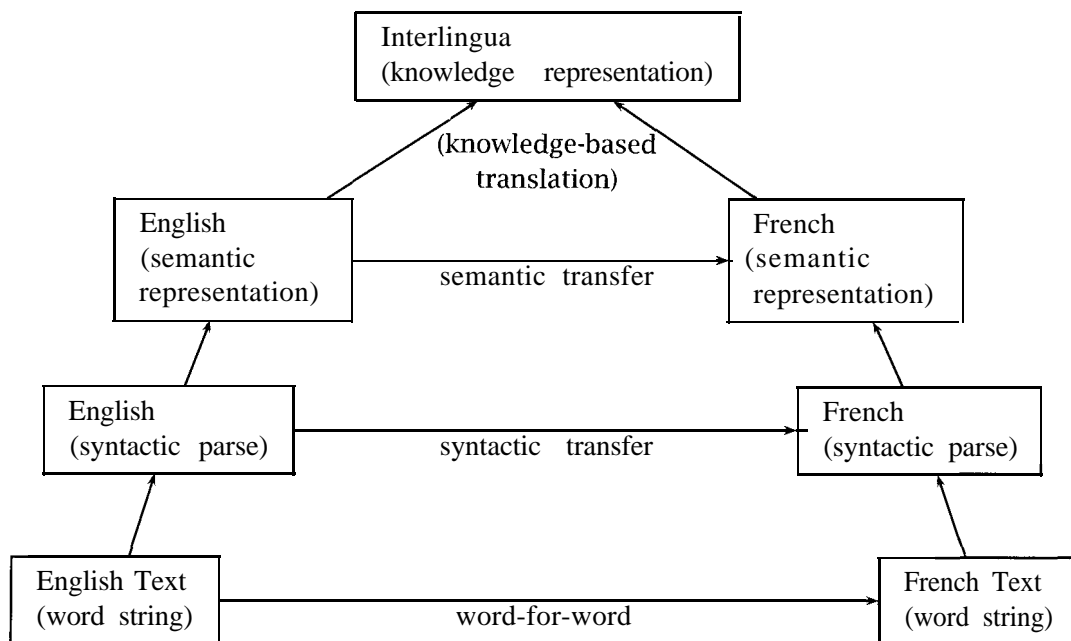 Interlingua
(knowledge representation)
(knowledge-based
translation)
English
(semantic
representation)
semantic transfer
French
(semantic
representation)
English
(syntactic parse)
syntactic transfer
French
(syntactic parse)
English Text
(word string)
word-for-word
French Text
(word string)